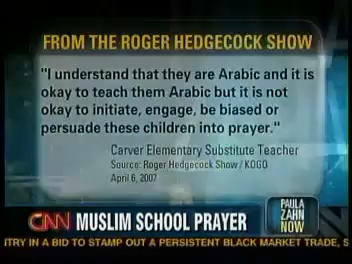 FROM THE ROGER HEDGECOCK SHOW
"I understand that they are Arabic and it is
okay to teach them Arabic but it is not
okay to initiate, engage, be biased or
persuade these children into prayer."
Carver Elementary Substitute Teacher
Source: Roger Hedgecock Show / KOGO
April 6, 2007
CNN MUSLIM SCHOOL PRAYER
PAULA
ZAHN
NOW
ITRY IN A BID TO STAMP OUT A PERSISTENT BLACK MARKET TRADE, S